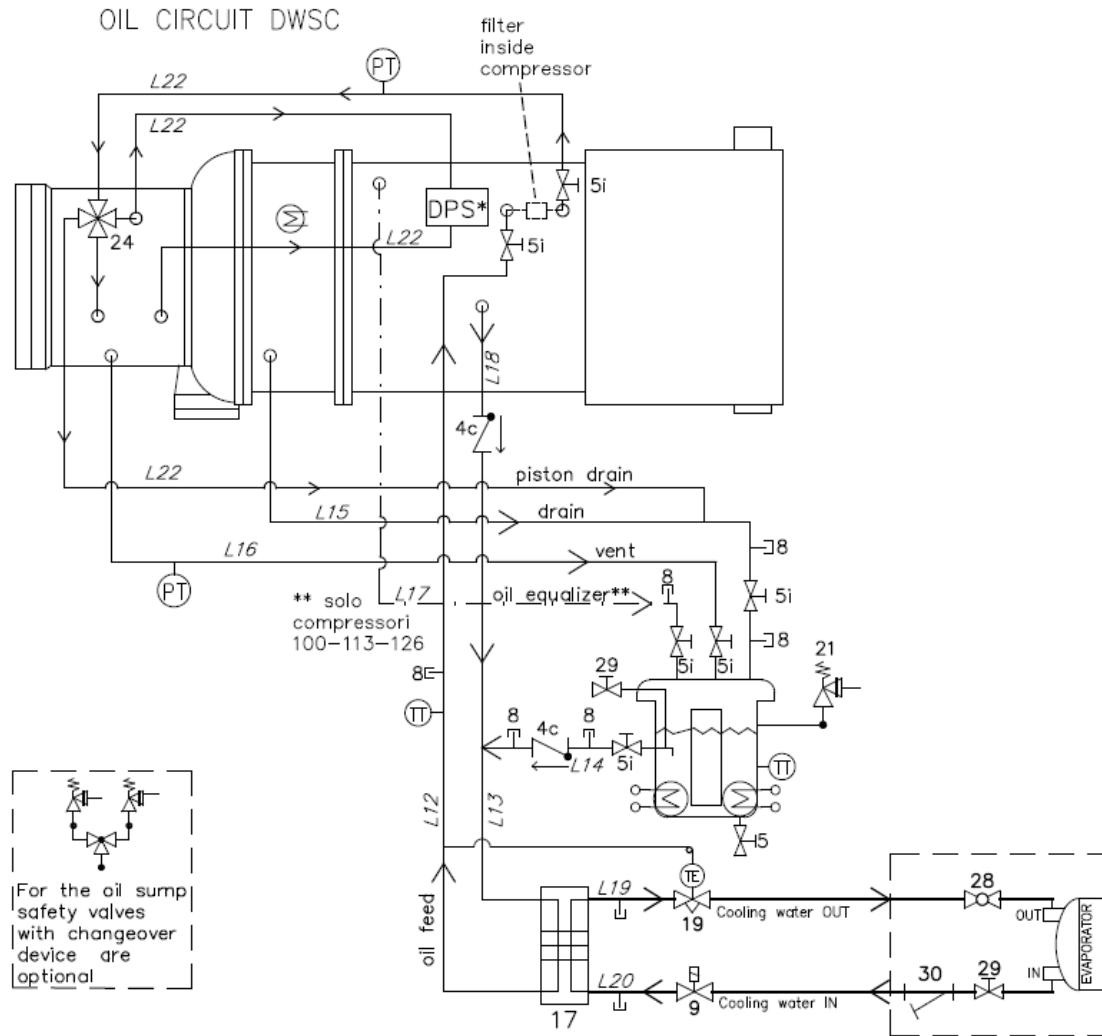 OIL CIRCUIT DWSC
filter
inside
compressor
PT
L22
L22
5i
DPS*
24
L22
5i
L18
4c
L22
piston drain
L15
drain
8
L16
vent
PT
** solo
compressori
100-113-126
L17
oil equalizer**
8
5i
8
5i
5i
21
29
8
TT
8
4c
8
L14
5i
TT
5
L12
L13
For the oil sump
safety valves
with changeover
device are
optional
oil feed
TE
L19
19
Cooling water OUT
28
OUT
EVAPORATOR
L20
9
Cooling water IN
30
29
IN
17